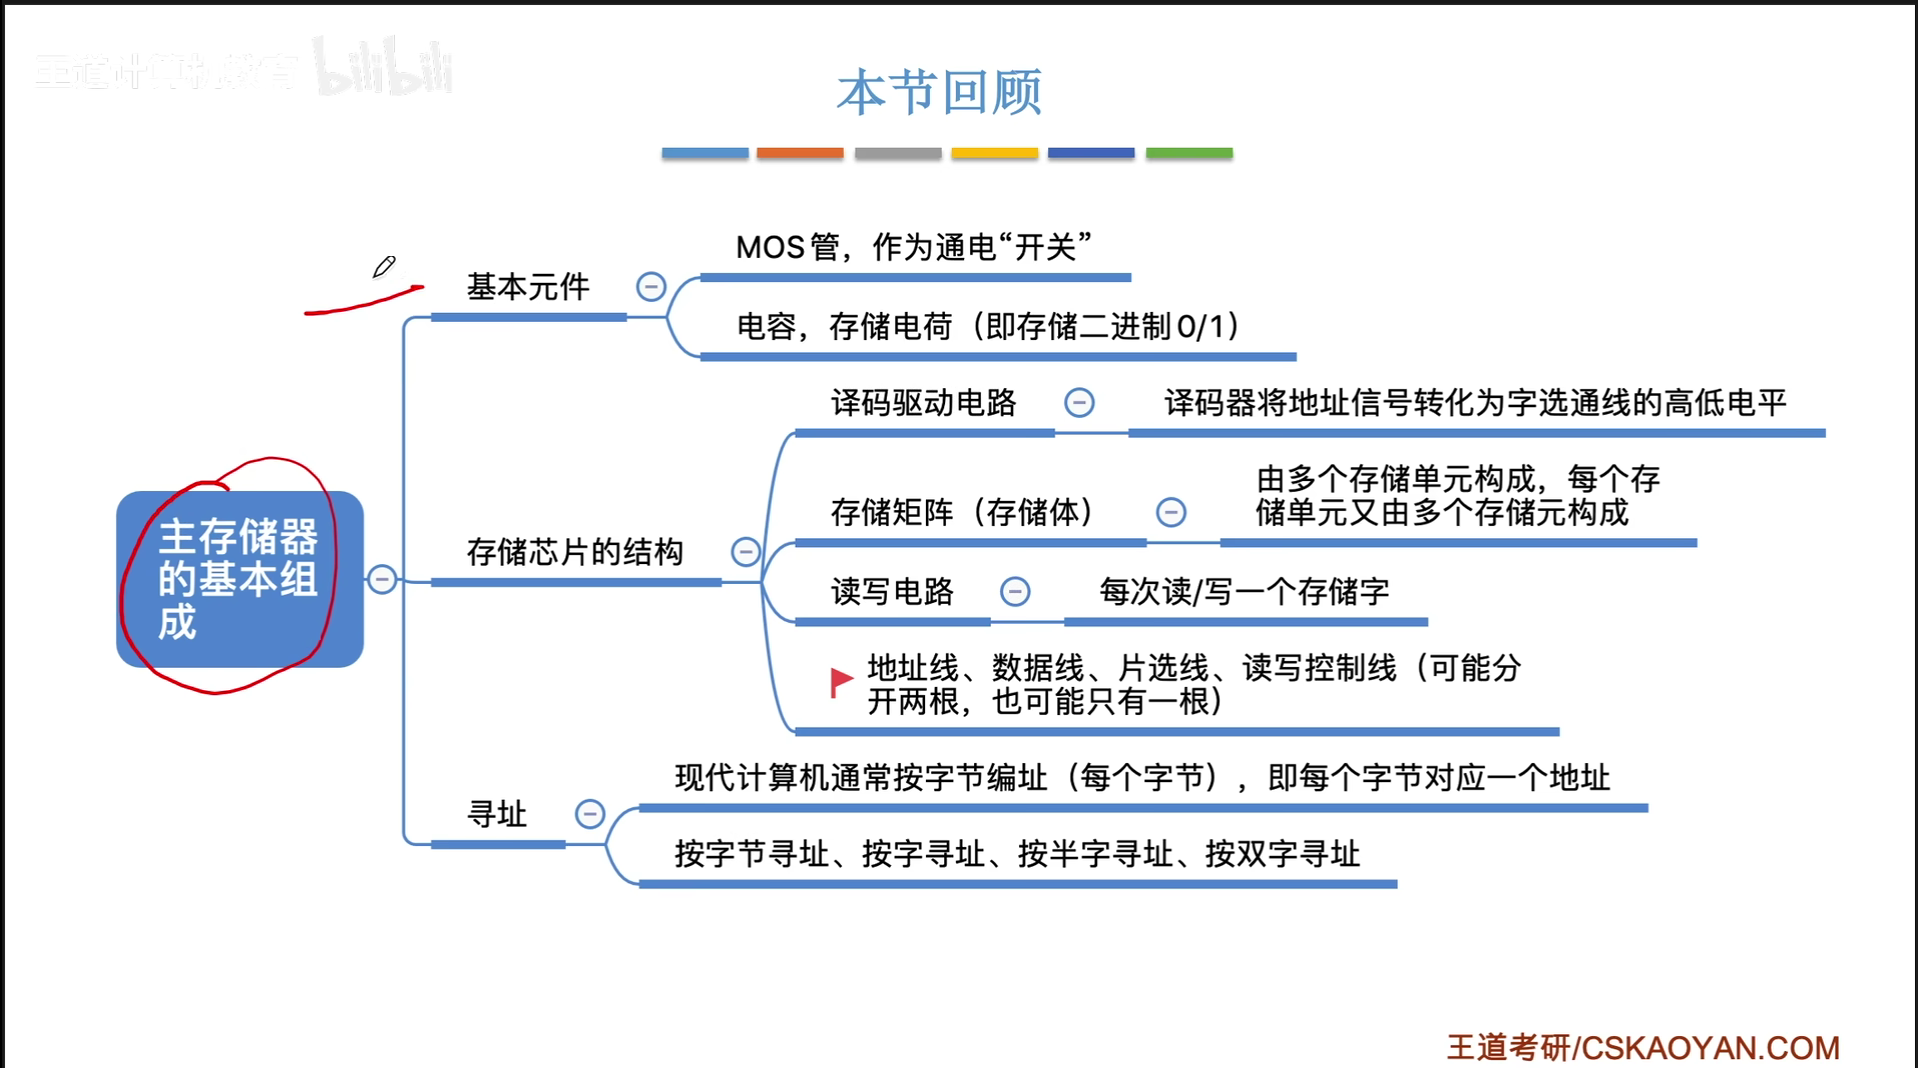 王道计算机教育 bilibili
本节回顾
MOS管，作为通电“开关”
基本元件
电容，存储电荷（即存储二进制0/1）
译码驱动电路
译码器将地址信号转化为字选通线的高低电平
由多个存储单元构成，每个存
储单元又由多个存储元构成
存储矩阵（存储体）
主存储器
的基本组
成
存储芯片的结构
读写电路
每次读/写一个存储字
地址线、数据线、片选线、读写控制线（可能分
开两根，也可能只有一根）
现代计算机通常按字节编址（每个字节），即每个字节对应一个地址
寻址
按字节寻址、按字寻址、按半字寻址、按双字寻址
王道考研/CSKAOYAN.COM